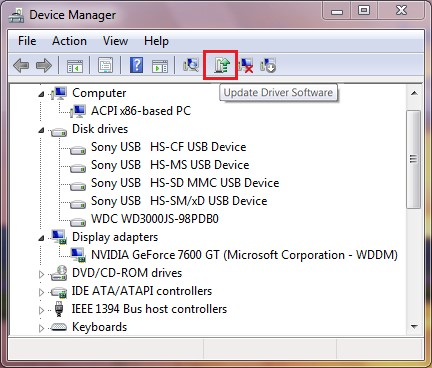 Device Manager
File Action View Help
Update Driver Software
Computer
ACPI x86-based PC
Disk drives
Sony USB HS-CF USB Device
Sony USB HS-MS USB Device
Sony USB HS-SD MMC USB Device
Sony USB HS-SM/xD USB Device
WDC WD3000JS-98PDB0
Display adapters
NVIDIA GeForce 7600 GT (Microsoft Corporation - WDDM)
DVD/CD-ROM drives
IDE ATA/ATAPI controllers
IEEE 1394 Bus host controllers
Keyboards